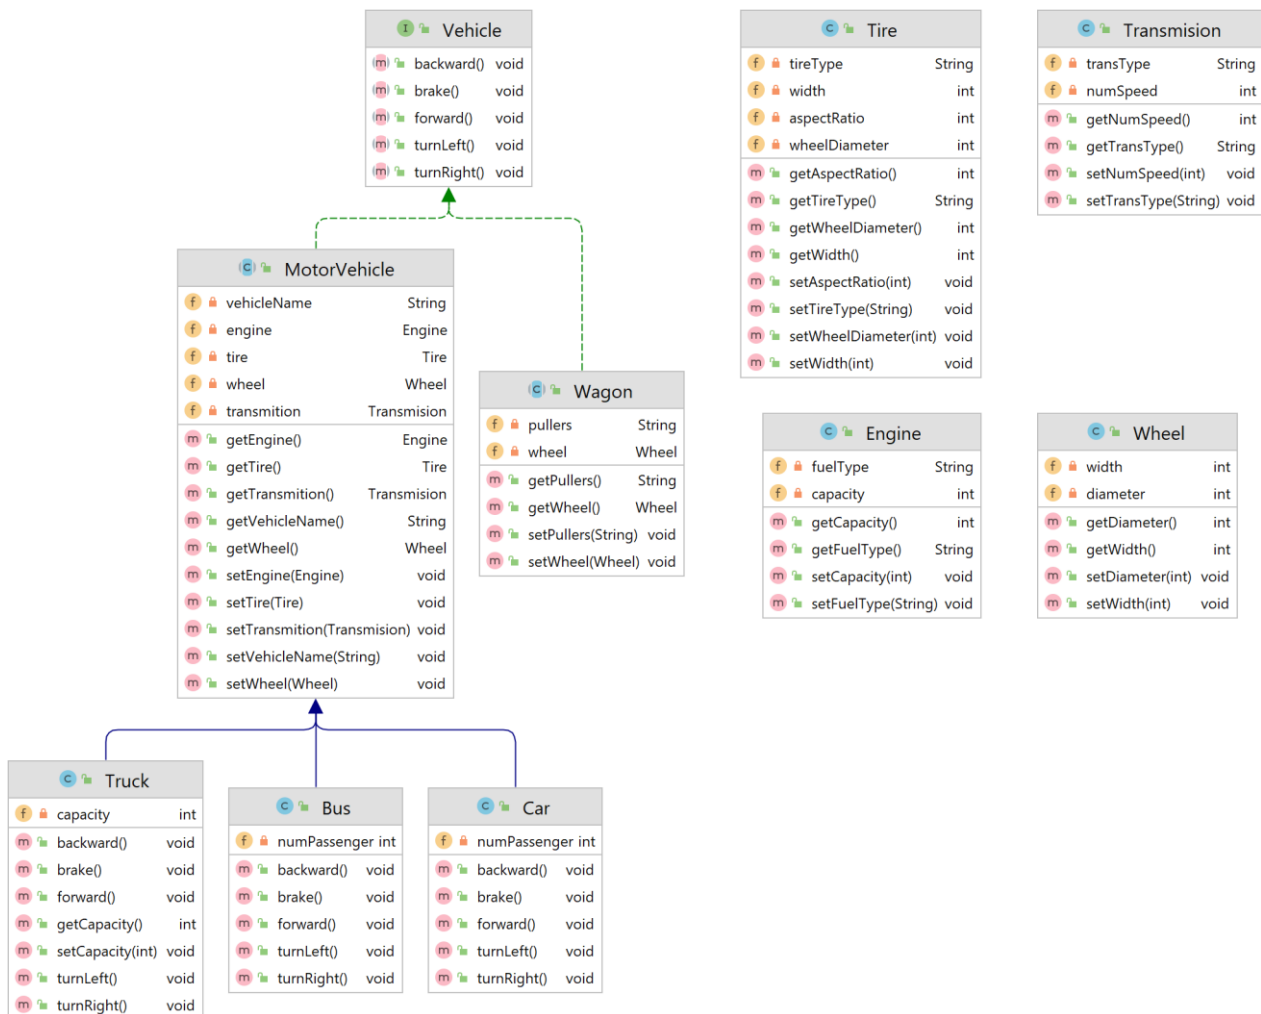 Vehicle
backward() void
brake() void
forward() void
turnLeft() void
turnRight() void
Tire
tireType String
width int
aspectRatio int
wheelDiameter int
getAspectRatio() int
getTireType() String
getWheelDiameter() int
getWidth() int
setAspectRatio(int) void
setTireType(String) void
setWheelDiameter(int) void
setWidth(int) void
Transmision
transType String
numSpeed int
getNumSpeed() int
getTransType() String
setNumSpeed(int) void
setTransType(String) void
MotorVehicle
vehicleName String
engine Engine
tire Tire
wheel Wheel
transmition Transmision
getEngine() Engine
getTire() Tire
getTransmition() Transmision
getVehicleName() String
getWheel() Wheel
setEngine(Engine) void
setTire(Tire) void
setTransmition(Transmision) void
setVehicleName(String) void
setWheel(Wheel) void
Wagon
pullers String
wheel Wheel
getPullers() String
getWheel() Wheel
setPullers(String) void
setWheel(Wheel) void
Engine
fuelType String
capacity int
getCapacity() int
getFuelType() String
setCapacity(int) void
setFuelType(String) void
Wheel
width int
diameter int
getDiameter() int
getWidth() int
setDiameter(int) void
setWidth(int) void
Truck
capacity int
backward() void
brake() void
forward() void
getCapacity() int
setCapacity(int) void
turnLeft() void
turnRight() void
Bus
numPassenger int
backward() void
brake() void
forward() void
turnLeft() void
turnRight() void
Car
numPassenger int
backward() void
brake() void
forward() void
turnLeft() void
turnRight() void